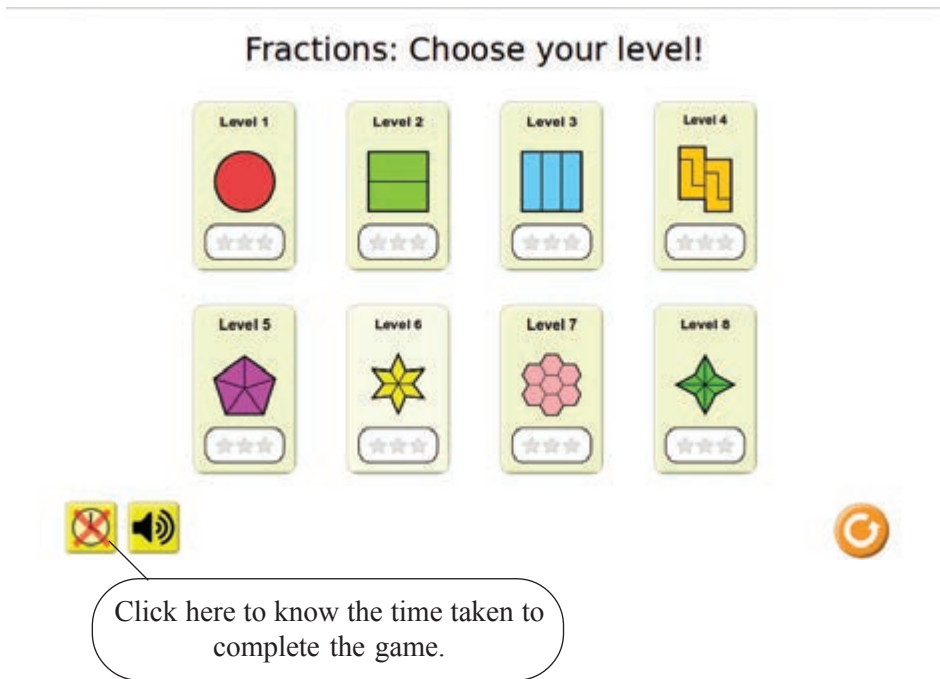 Fractions: Choose your level!
Level 1
Level 2
Level 3
Level 4
Level 5
Level 6
Level 7
Level 8
Click here to know the time taken to
complete the game.